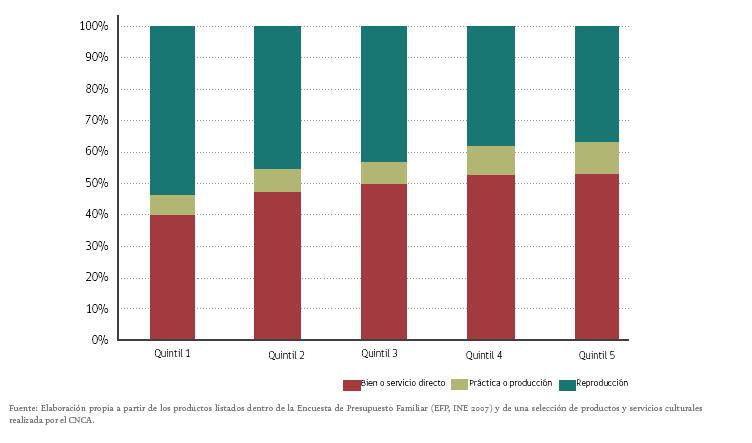 100%
90%
80%
70%
60%
50%
40%
30%
20%
10%
0%
Quintil 1
Quintil 2
Quintil 3
Quintil 4
Quintil 5
Bien o servicio directo
Práctica o producción
Reproducción
Fuente: Elaboración propia a partir de los productos listados dentro de la Encuesta de Presupuesto Familiar (EFP, INE 2007) y de una selección de productos y servicios culturales
realizada por el CNCA.